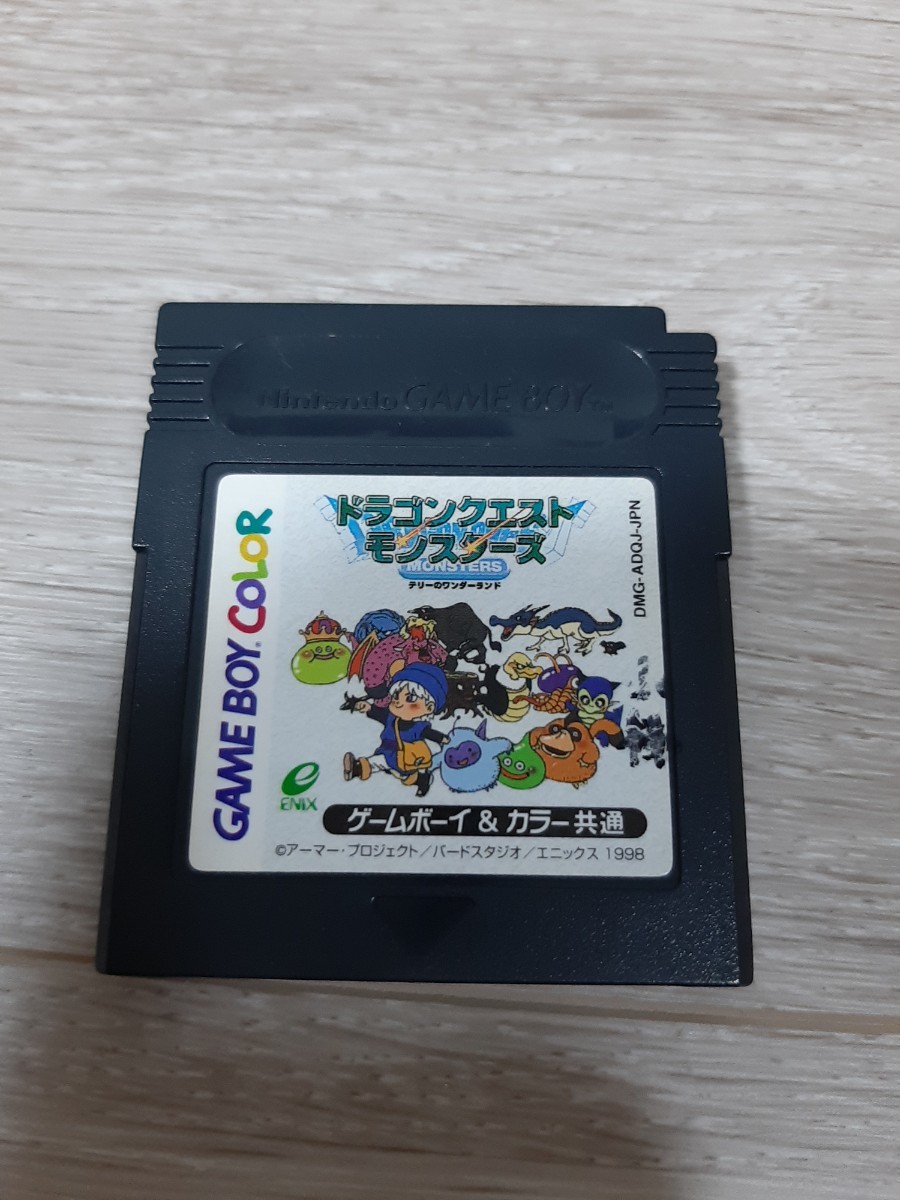 Nintendo GAME BOY TM
GAME BOY COLOR
ドラゴンクエスト
モンスターズ
MONSTERS
テリーのワンダーランド
DMG-ADQJ-JPN
ENIX
ゲームボーイ & カラー共通
©アーマー・プロジェクト/バードスタジオ/エニックス 1998